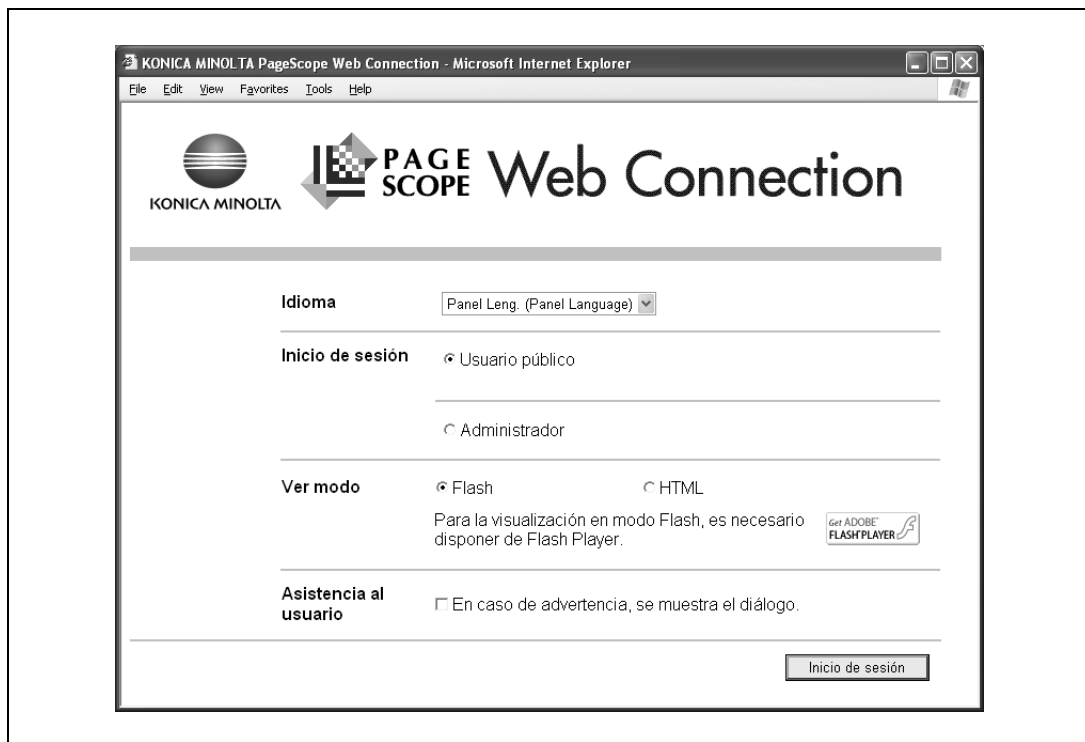 KONICA MINOLTA PageScope Web Connection - Microsoft Internet Explorer
File Edit View Favorites Tools Help
KONICA MINOLTA
PAGE SCOPE Web Connection
Idioma
Panel Leng. (Panel Language)
Inicio de sesión
Usuario público
Administrador
Ver modo
Flash
HTML
Para la visualización en modo Flash, es necesario
disponer de Flash Player.
Get ADOBE®
FLASH® PLAYER
Asistencia al
usuario
En caso de advertencia, se muestra el diálogo.
Inicio de sesión